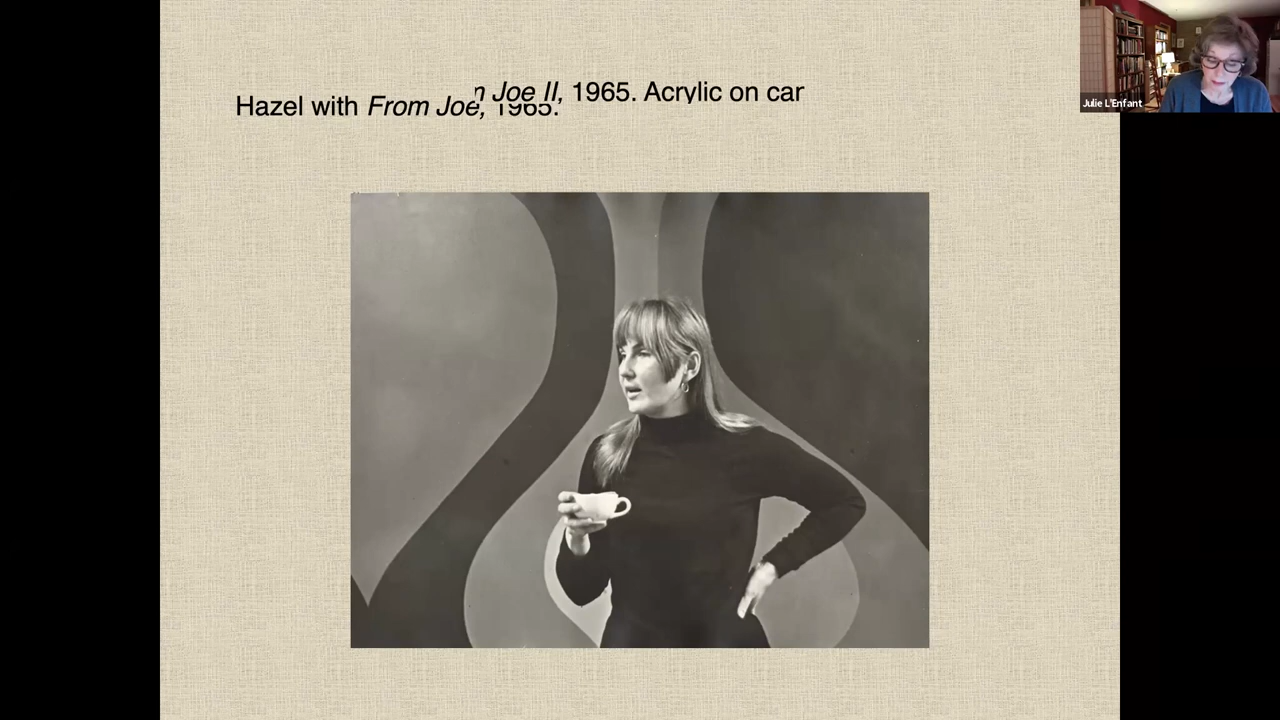 Joe II, 1965. Acrylic on car
Hazel with From Joe, 1965.
Julie L'Enfant